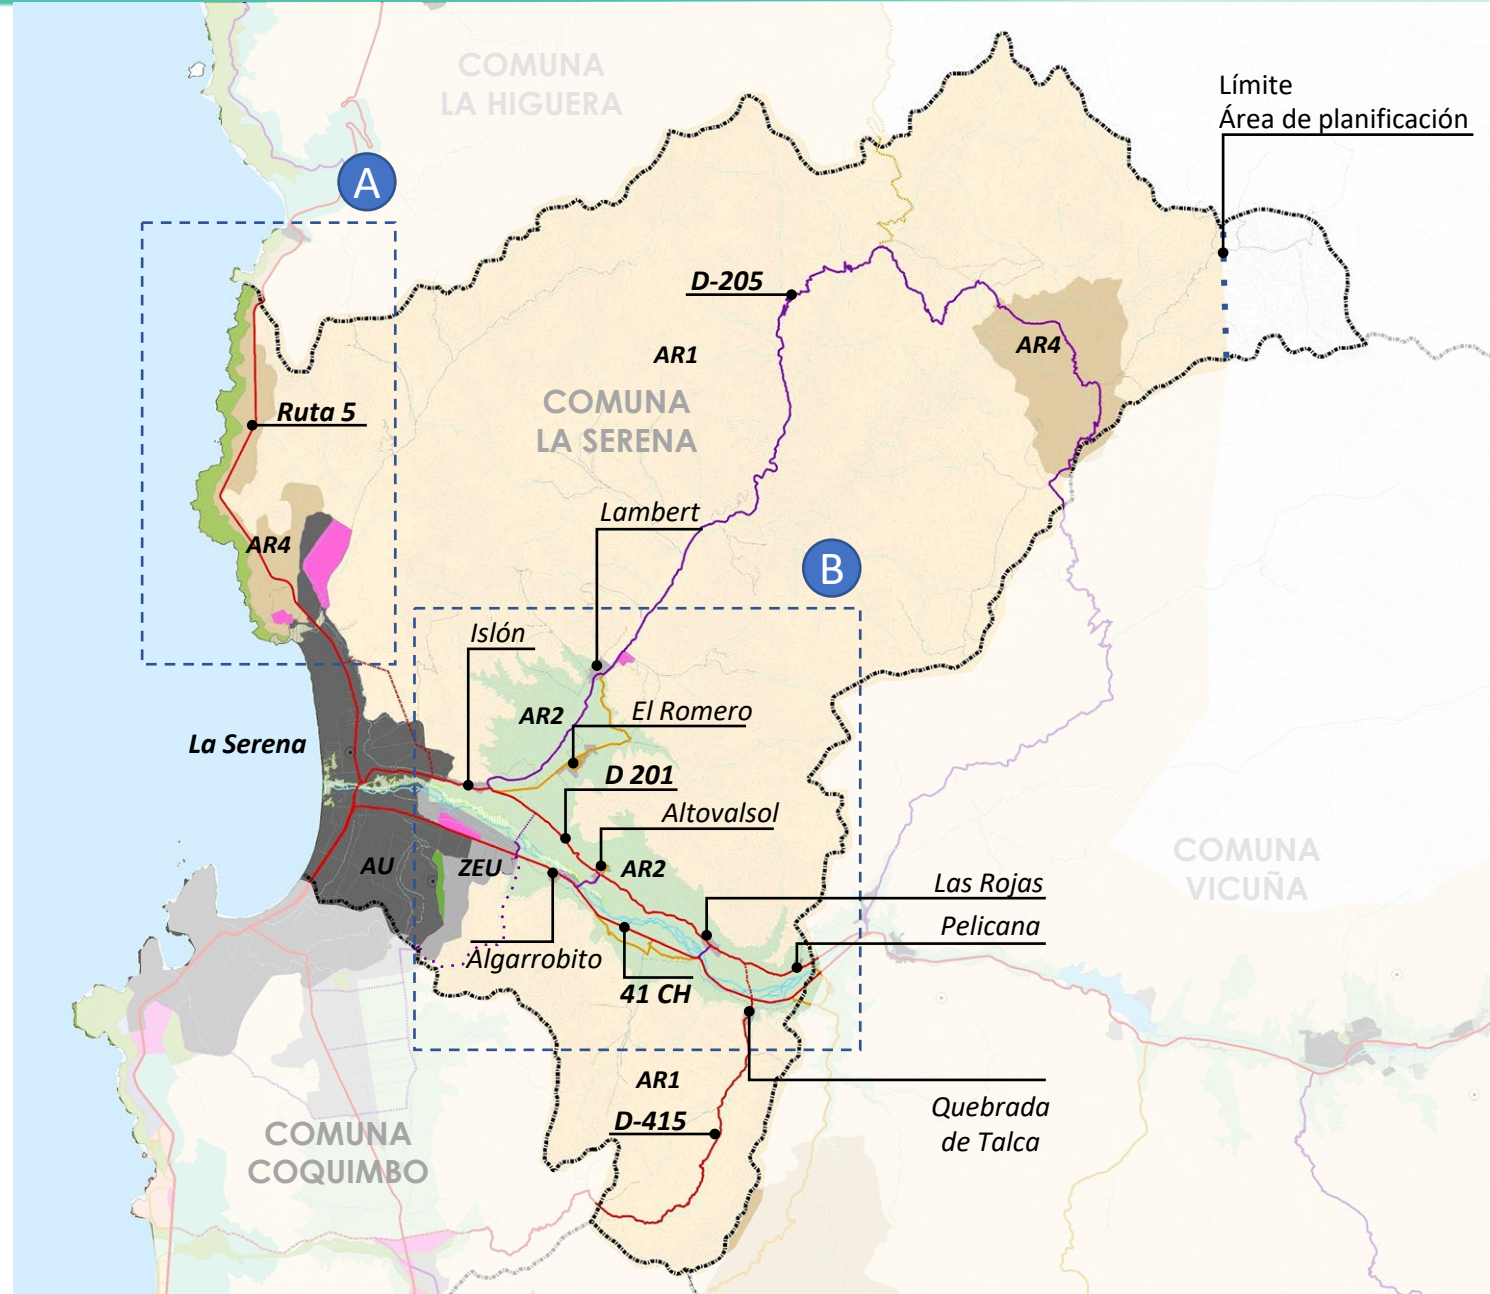 COMUNA
LA HIGUERA
Límite
Área de planificación
A
D-205
AR1
AR4
COMUNA
LA SERENA
Ruta 5
Lambert
AR4
B
Islón
AR2
El Romero
La Serena
D 201
Altovalsol
AU
ZEU
AR2
Las Rojas
COMUNA
VICUÑA
Pelicana
Algarrobito
41 CH
AR1
D-415
Quebrada
de Talca
COMUNA
COQUIMBO